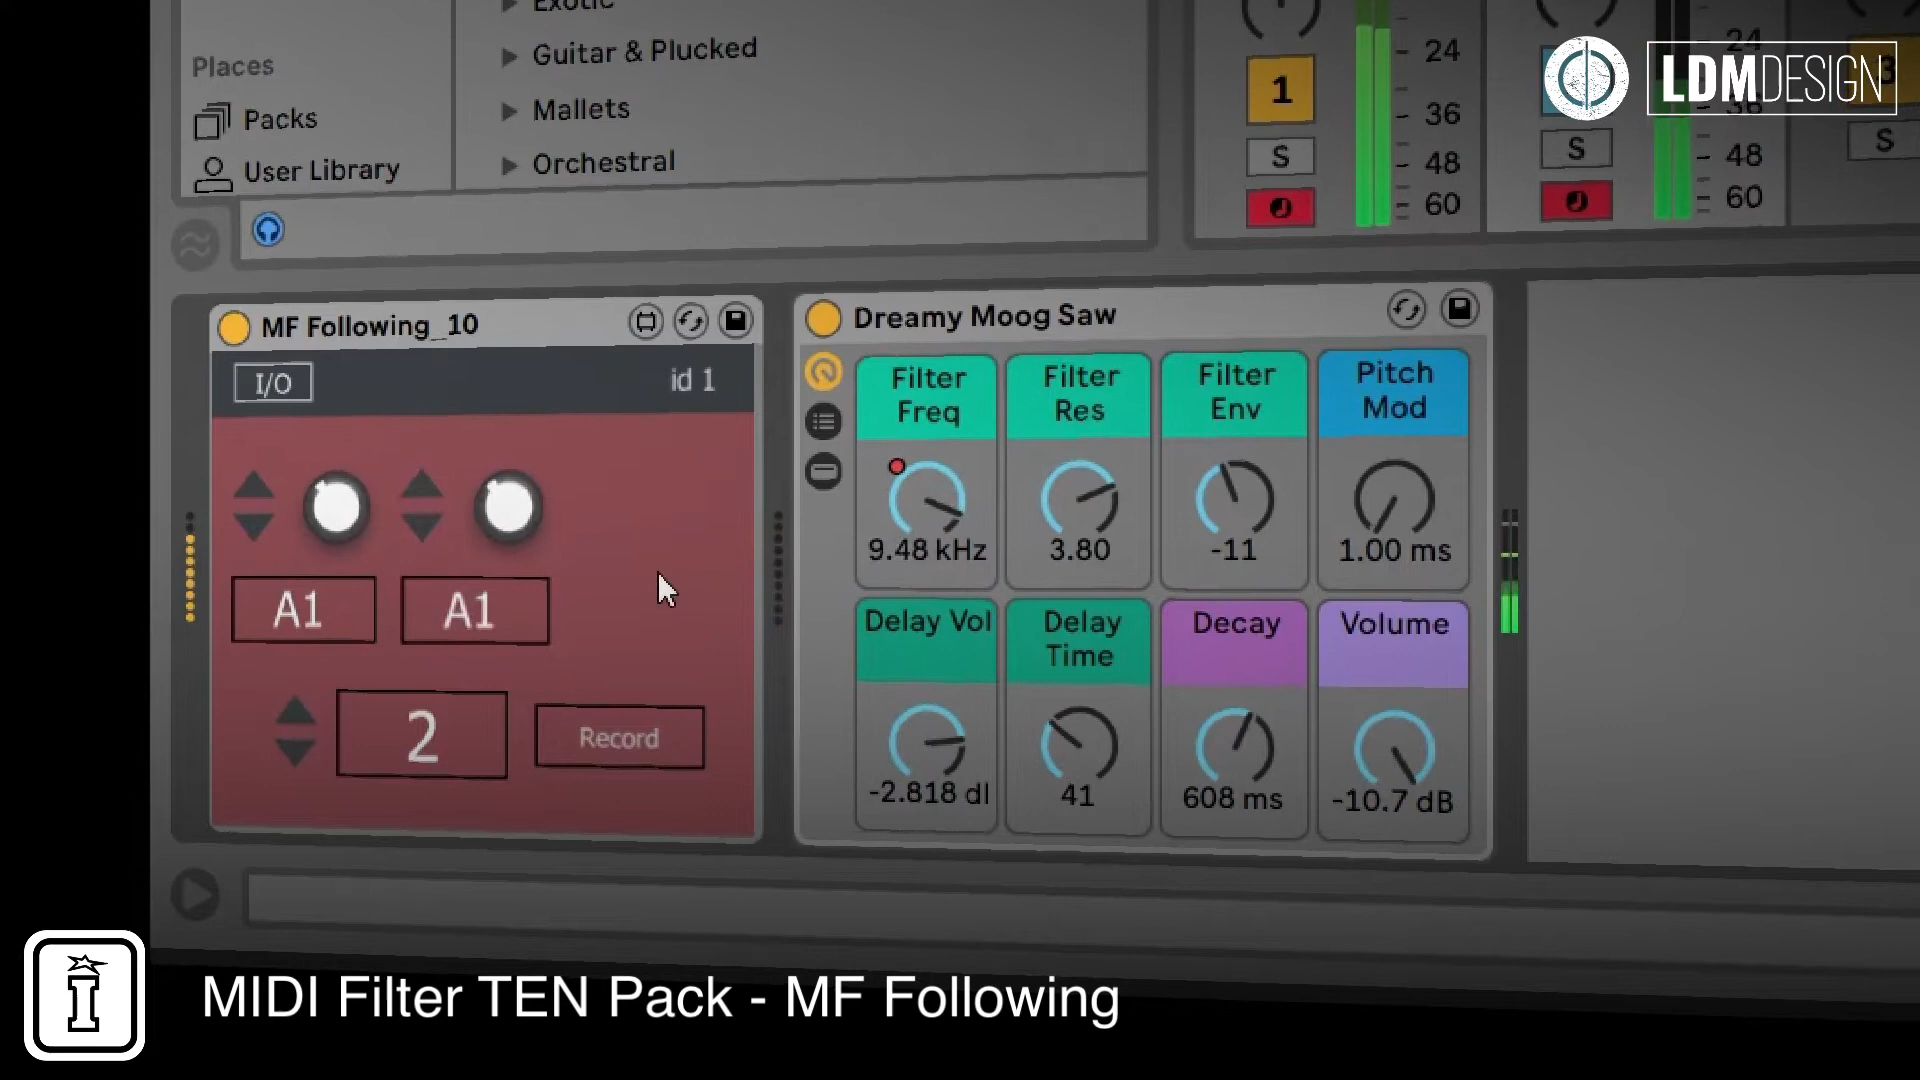 Exotic
Places
Guitar & Plucked
Packs
Mallets
User Library
Orchestral
1
S
24
36
48
60
S
24
36
48
60
3
S
LDMDESIGN
MF Following_10
I/O
id 1
A1
A1
2
Record
Dreamy Moog Saw
Filter
Freq
Filter
Res
Filter
Env
Pitch
Mod
9.48 kHz
3.80
-11
1.00 ms
Delay Vol
Delay
Time
Decay
Volume
-2.818 d
41
608 ms
-10.7 dB
MIDI Filter TEN Pack - MF Following